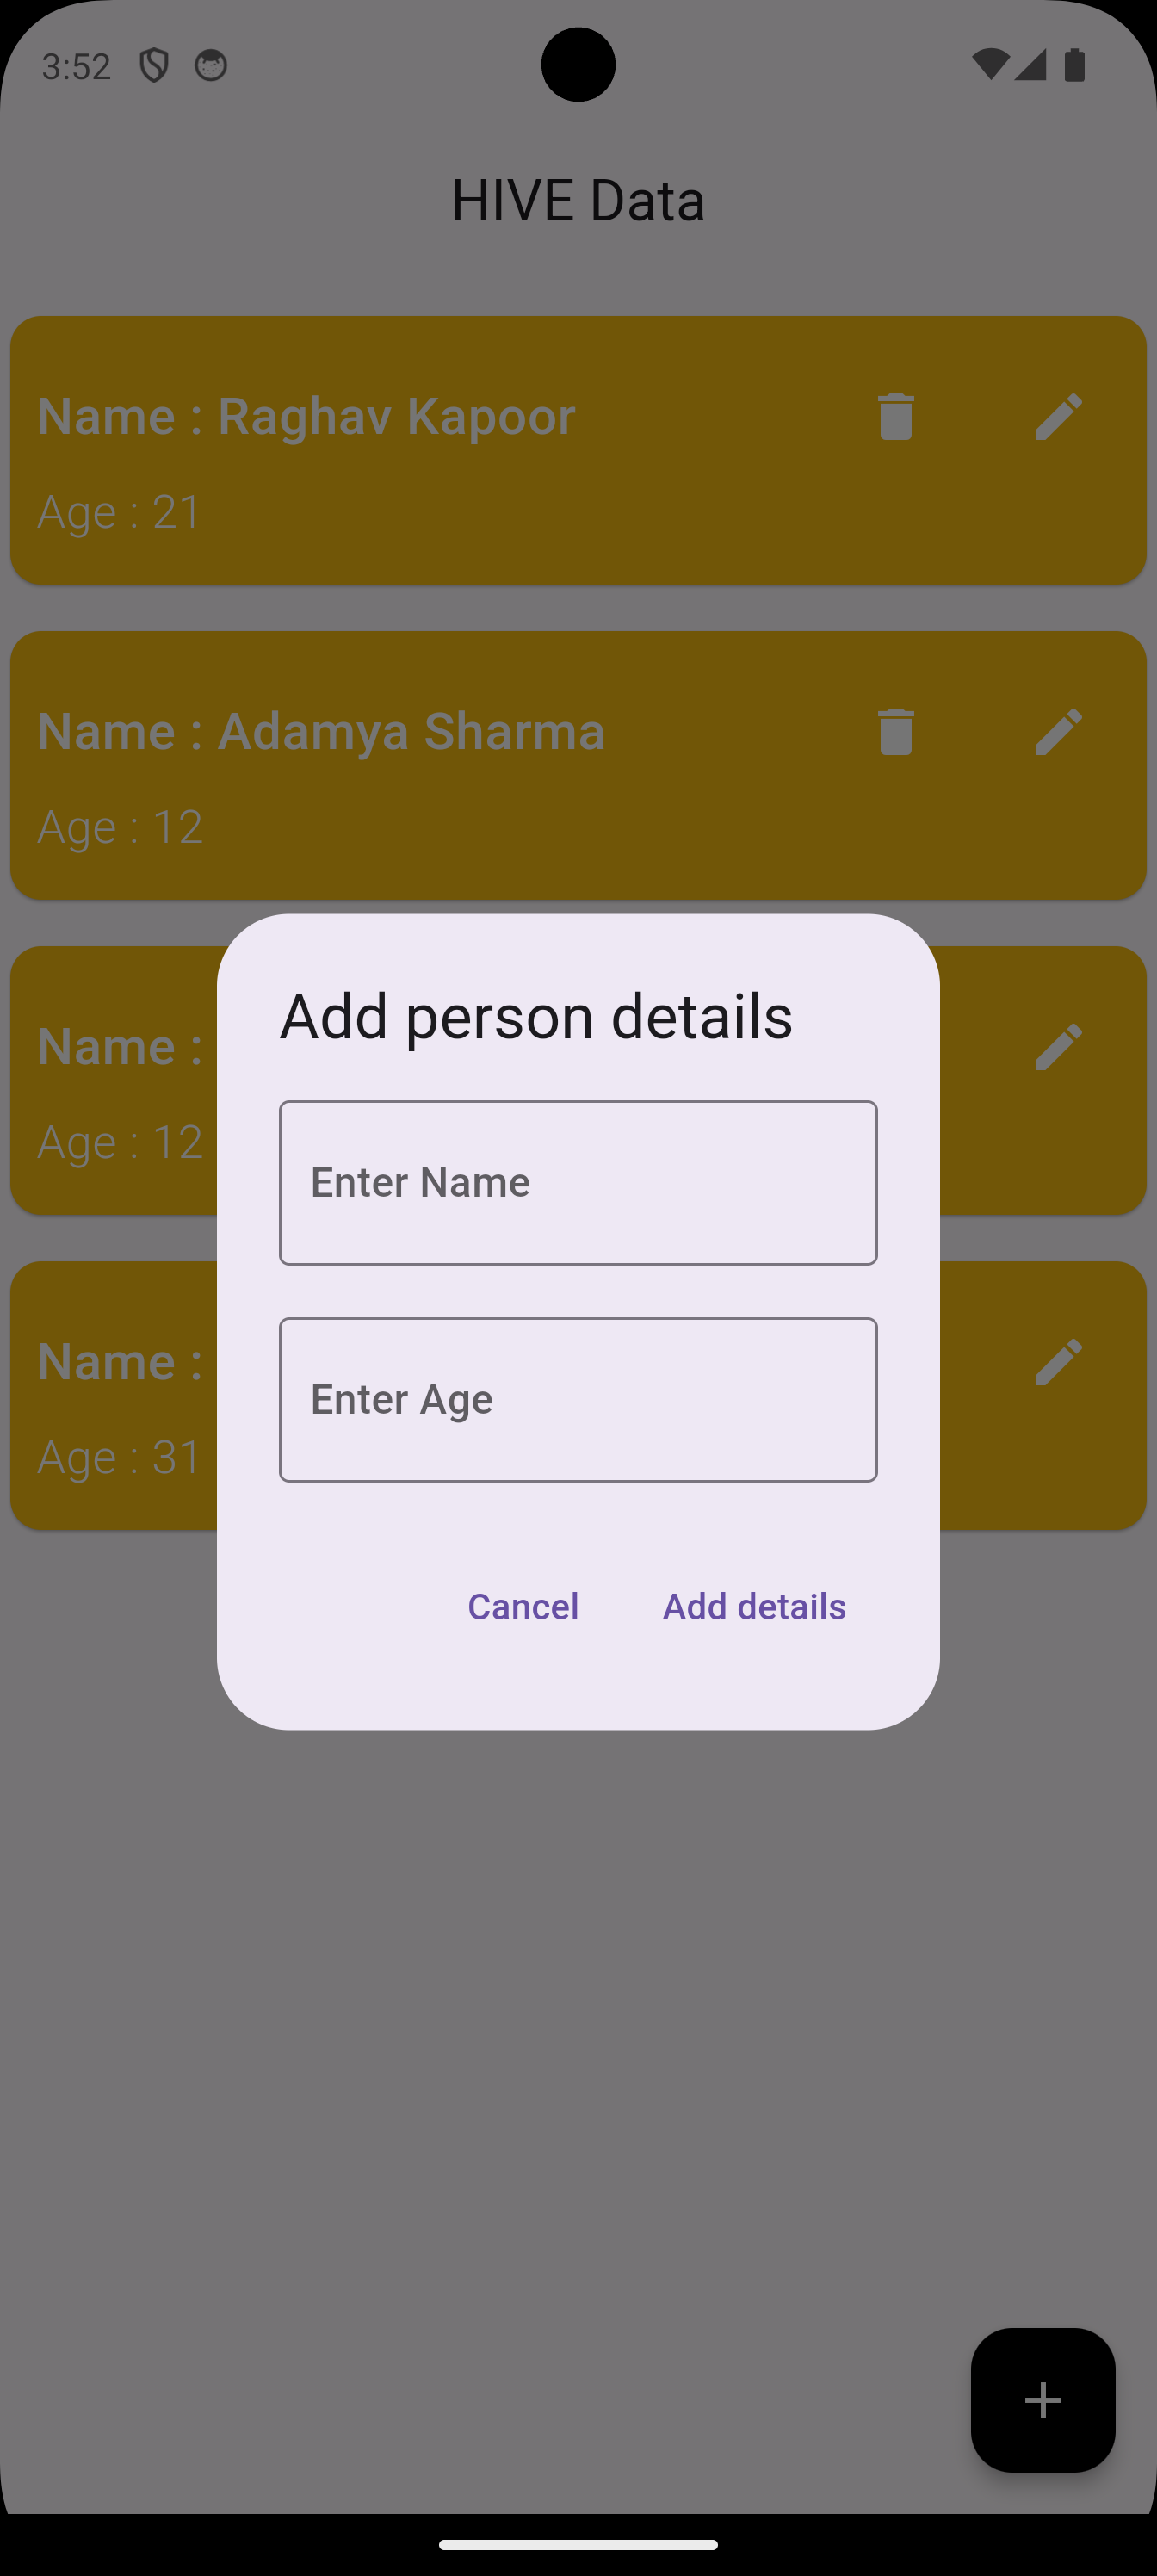 3:52
HIVE Data
Name : Raghav Kapoor
Age : 21
Name : Adamya Sharma
Age : 12
Name :
Age : 12
Name :
Age : 31
Add person details
Enter Name
Enter Age
Cancel
Add details